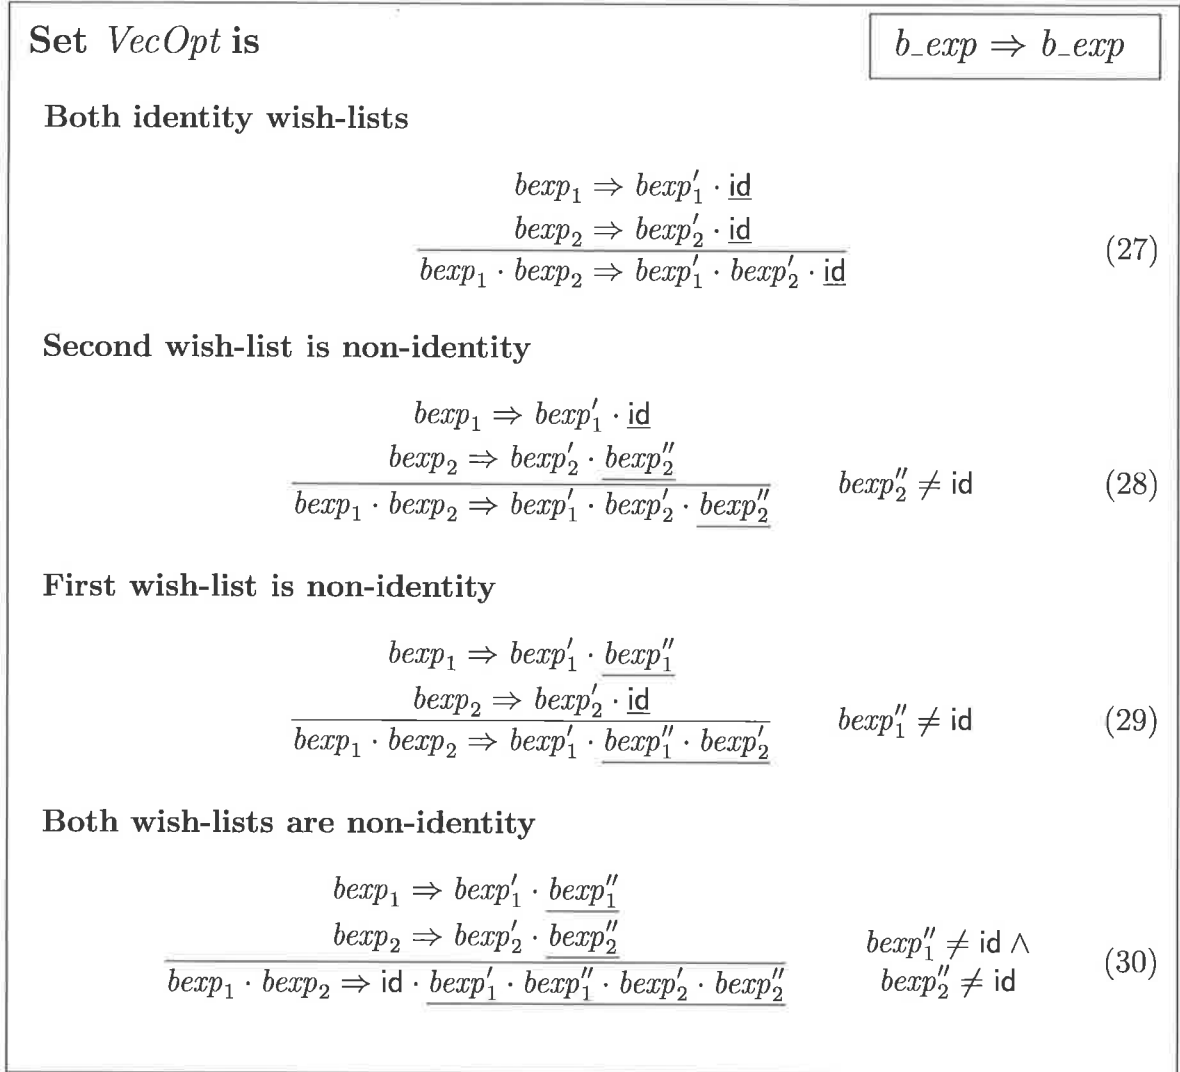 Set VecOpt is
b_exp ⇒ b_exp
Both identity wish-lists
bexp₁ ⇒ bexp′₁ · id
bexp₂ ⇒ bexp′₂ · id
bexp₁ · bexp₂ ⇒ bexp′₁ · bexp′₂ · id (27)
Second wish-list is non-identity
bexp₁ ⇒ bexp′₁ · id
bexp₂ ⇒ bexp′₂ · bexp″₂
bexp₁ · bexp₂ ⇒ bexp′₁ · bexp′₂ · bexp″₂ bexp″₂ ≠ id (28)
First wish-list is non-identity
bexp₁ ⇒ bexp′₁ · bexp″₁
bexp₂ ⇒ bexp′₂ · id
bexp₁ · bexp₂ ⇒ bexp′₁ · bexp″₁ · bexp′₂ bexp″₁ ≠ id (29)
Both wish-lists are non-identity
bexp₁ ⇒ bexp′₁ · bexp″₁
bexp₂ ⇒ bexp′₂ · bexp″₂ bexp″₁ ≠ id ∧
bexp₁ · bexp₂ ⇒ id · bexp′₁ · bexp″₁ · bexp′₂ · bexp″₂ bexp″₂ ≠ id (30)